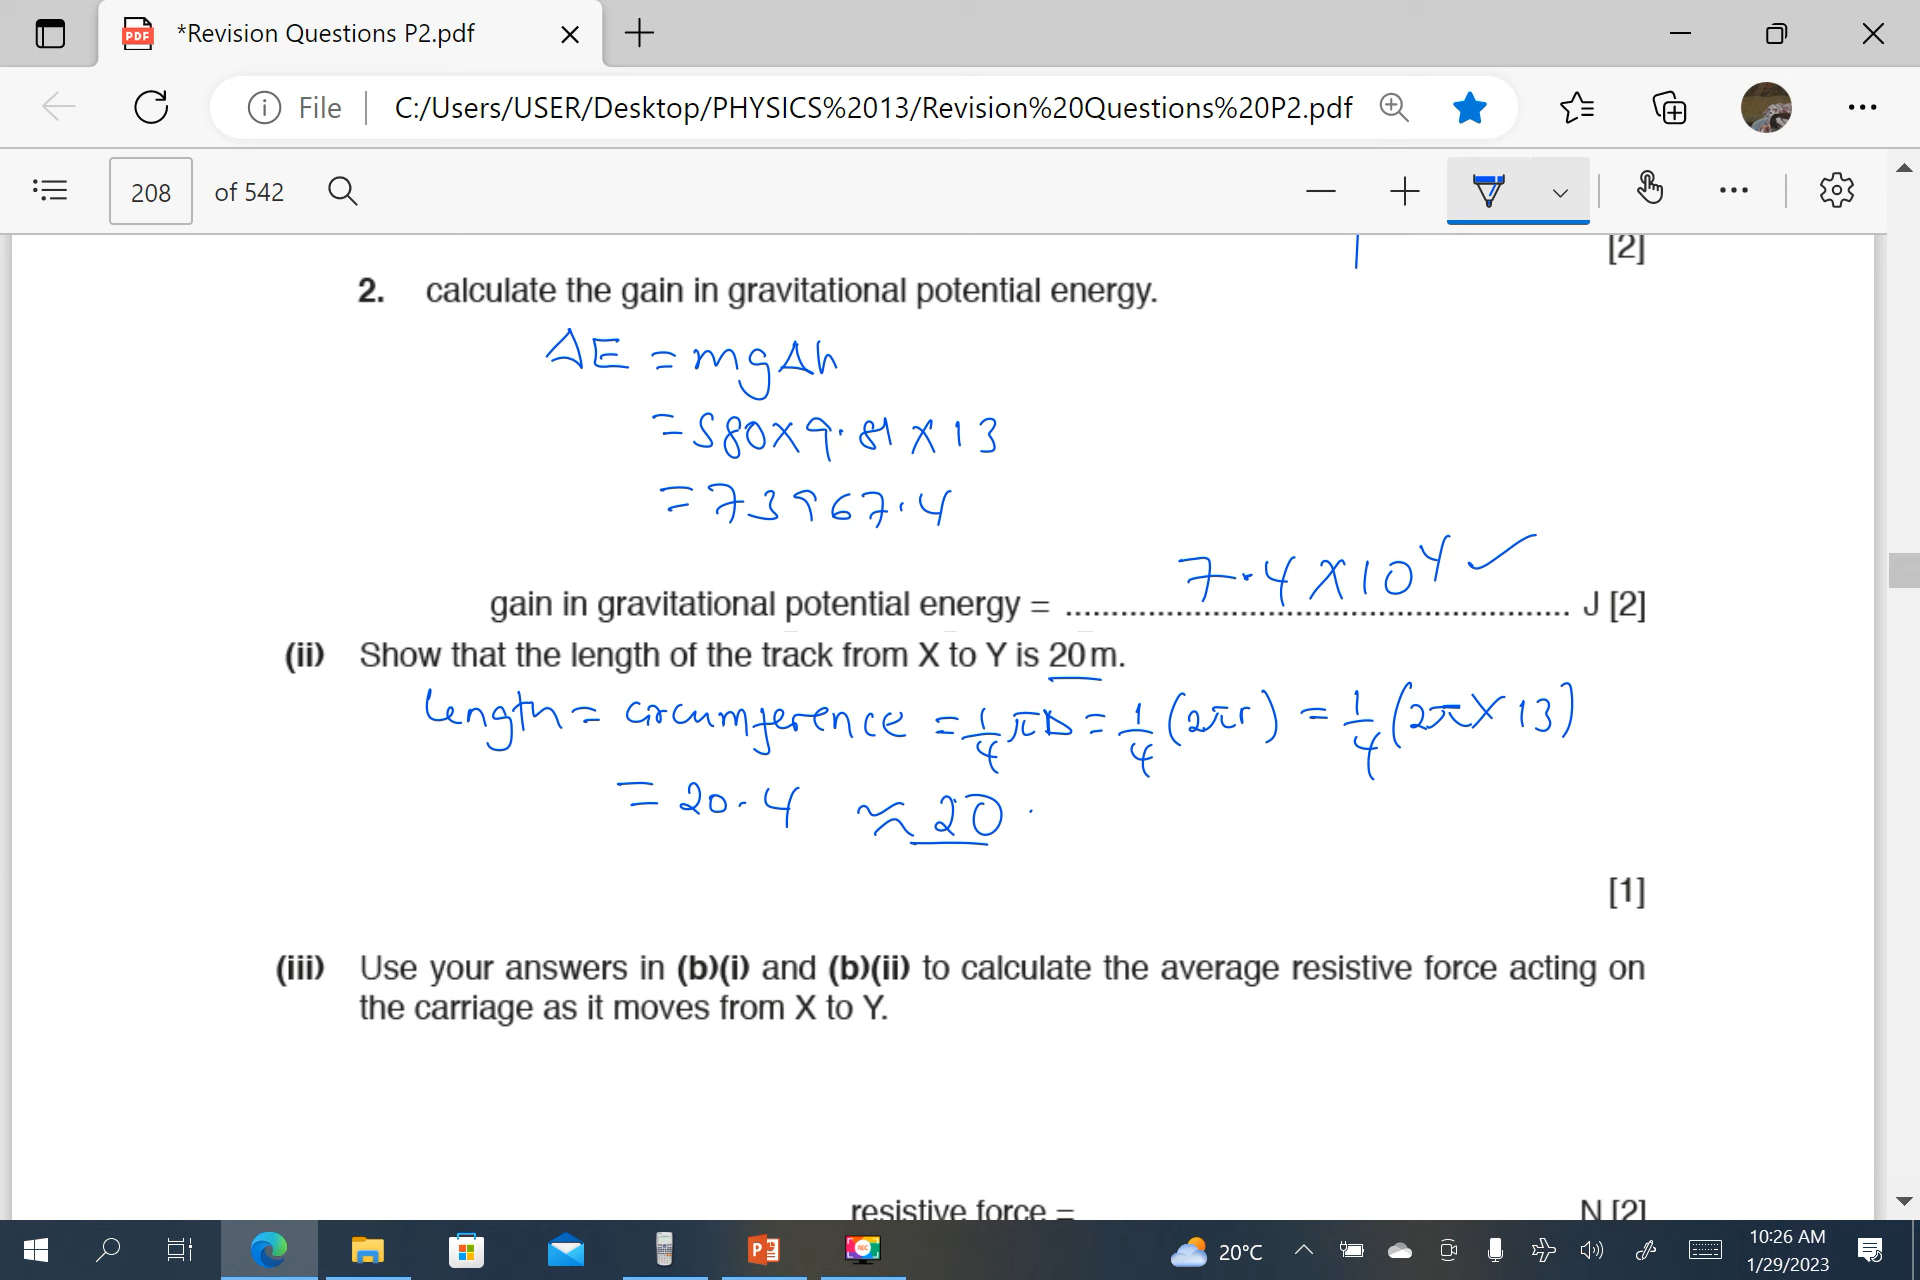 *Revision Questions P2.pdf
File
C:/Users/USER/Desktop/PHYSICS%2013/Revision%20Questions%20P2.pdf
208 of 542
[2]
2. calculate the gain in gravitational potential energy.
ΔE = mgΔh
= 580 × 9.81 × 13
= 73967.4
7.4 × 10⁴ ✓
gain in gravitational potential energy = ............ J [2]
(ii) Show that the length of the track from X to Y is 20 m.
length = circumference = 1/4 πD = 1/4 (2πr) = 1/4 (2π × 13)
= 20.4 ≈ 20.
[1]
(iii) Use your answers in (b)(i) and (b)(ii) to calculate the average resistive force acting on
the carriage as it moves from X to Y.
resistive force = N [2]
20°C
10:26 AM
1/29/2023